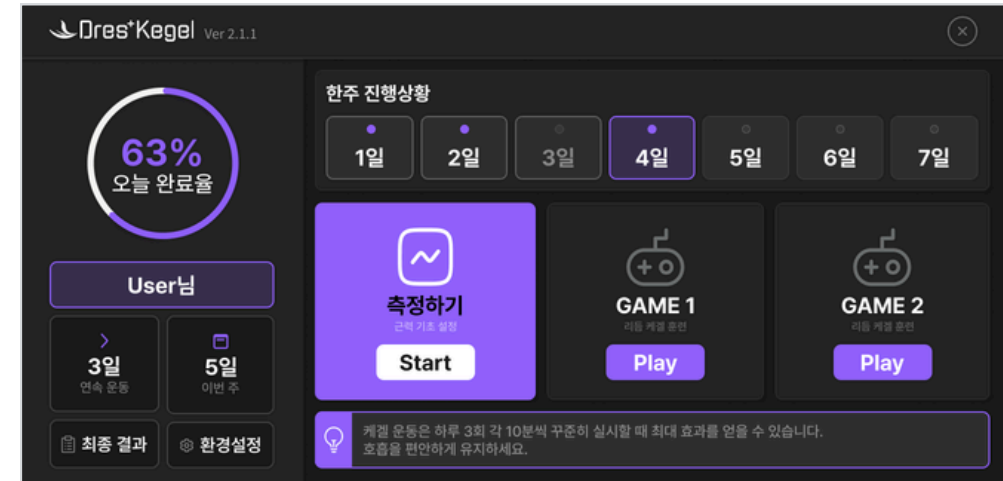 Dres+Kegel Ver 2.1.1
63%
오늘 완료율
User님
3일
연속 운동
5일
이번 주
최종 결과
환경설정
한주 진행상황
1일
2일
3일
4일
5일
6일
7일
측정하기
근력 기초 설정
Start
GAME 1
리듬 케겔 훈련
Play
GAME 2
리듬 케겔 훈련
Play
케겔 운동은 하루 3회 각 10분씩 꾸준히 실시할 때 최대 효과를 얻을 수 있습니다.
호흡을 편안하게 유지하세요.